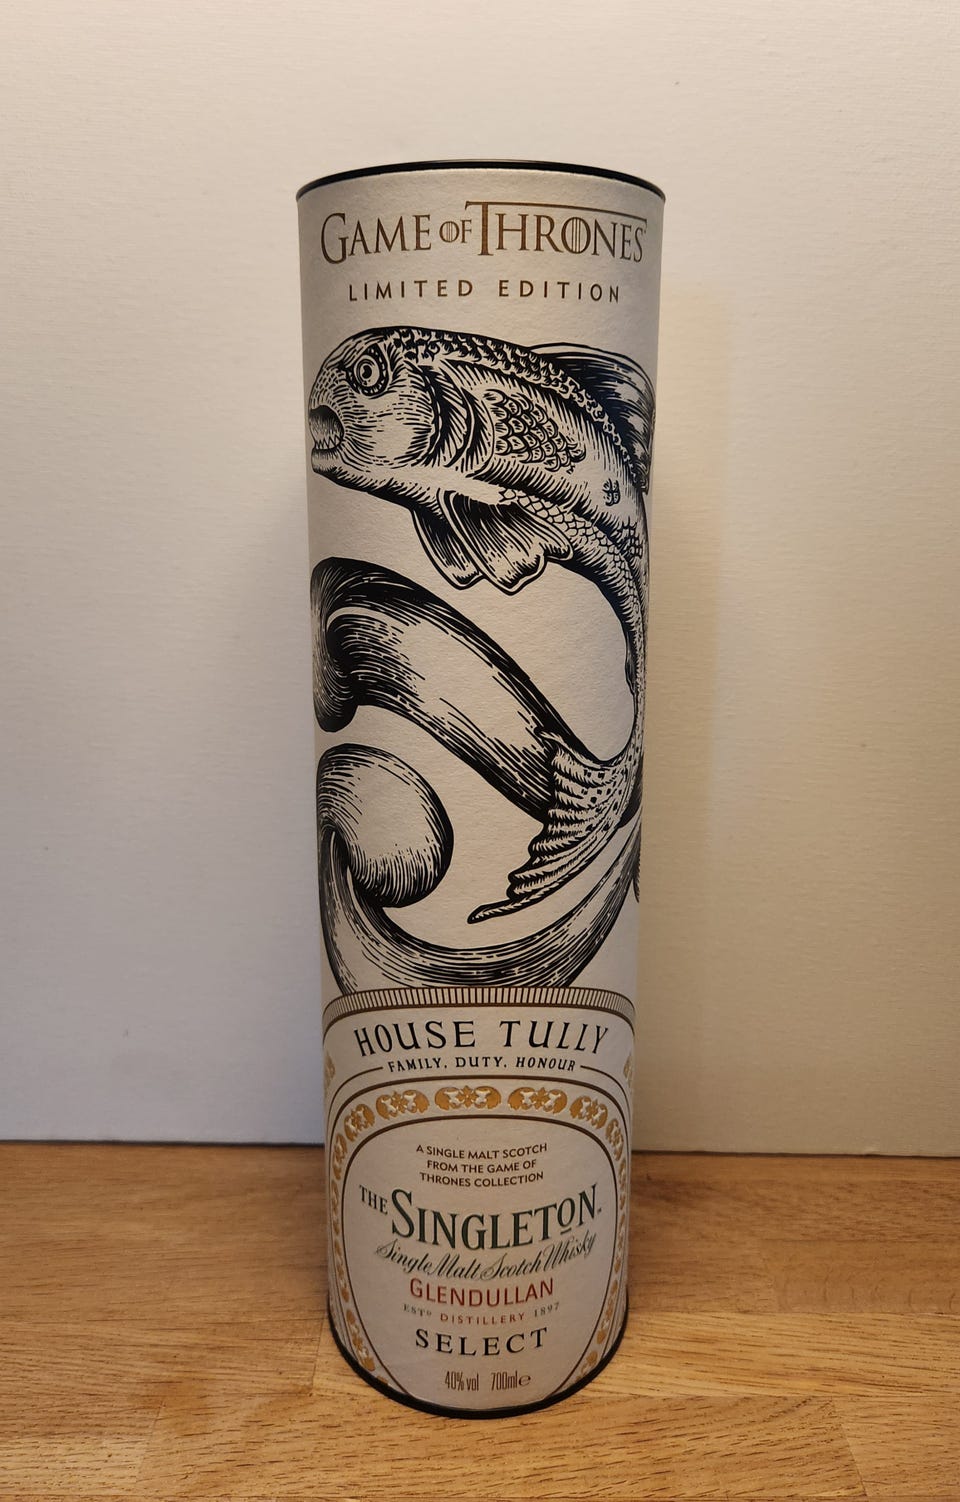 GAME OF THRONES
LIMITED EDITION
HOUSE TULLY
FAMILY, DUTY, HONOUR
A SINGLE MALT SCOTCH
FROM THE GAME OF
THRONES COLLECTION
THE SINGLETON.
Single Malt Scotch Whisky
GLENDULLAN
ESTD DISTILLERY 1897
SELECT
40% vol 700ml e